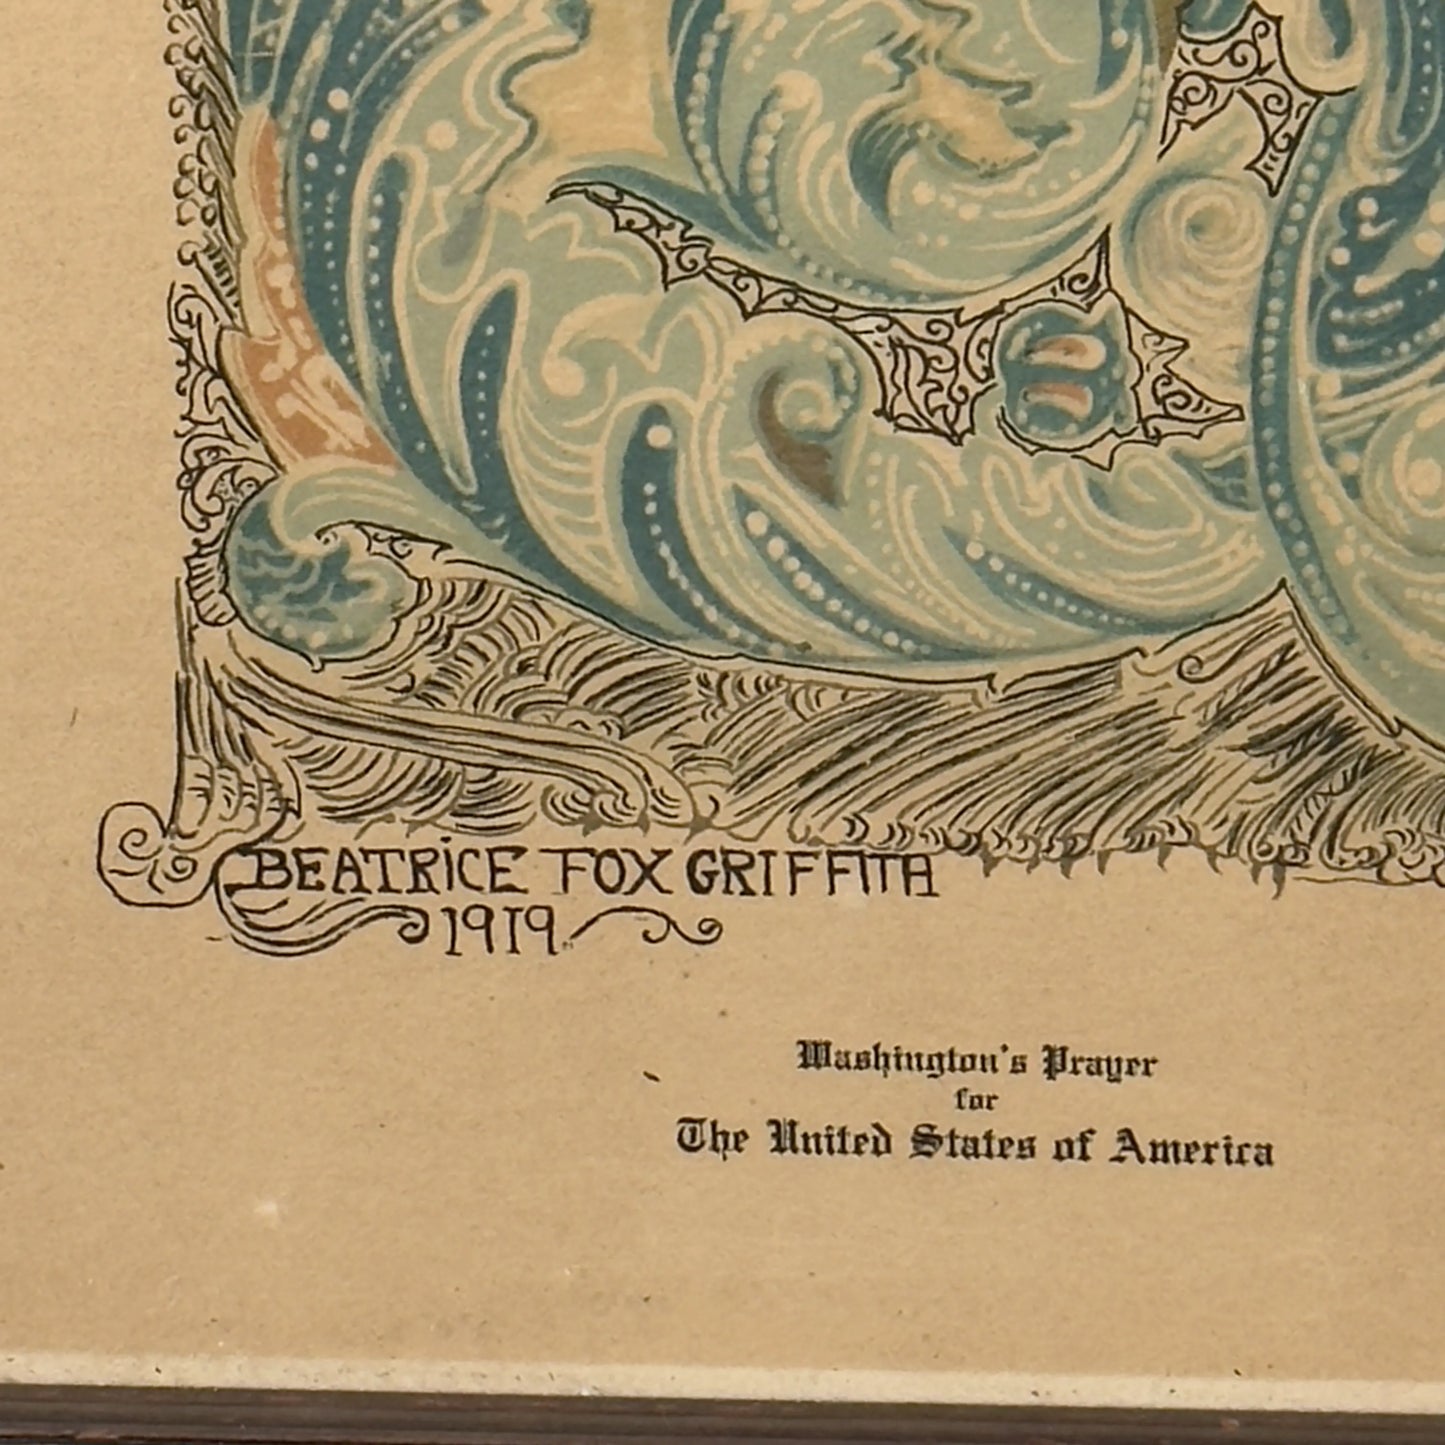 BEATRICE FOX GRIFFITH
1919
Washington's Prayer
for
The United States of America